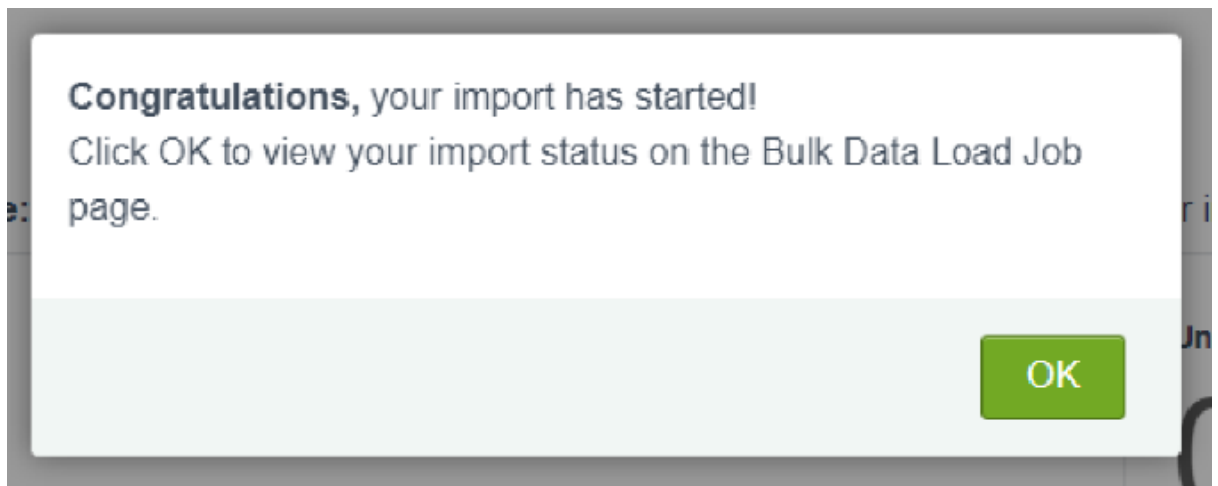 Congratulations, your import has started!
Click OK to view your import status on the Bulk Data Load Job
page.
e:
r i
Un
OK